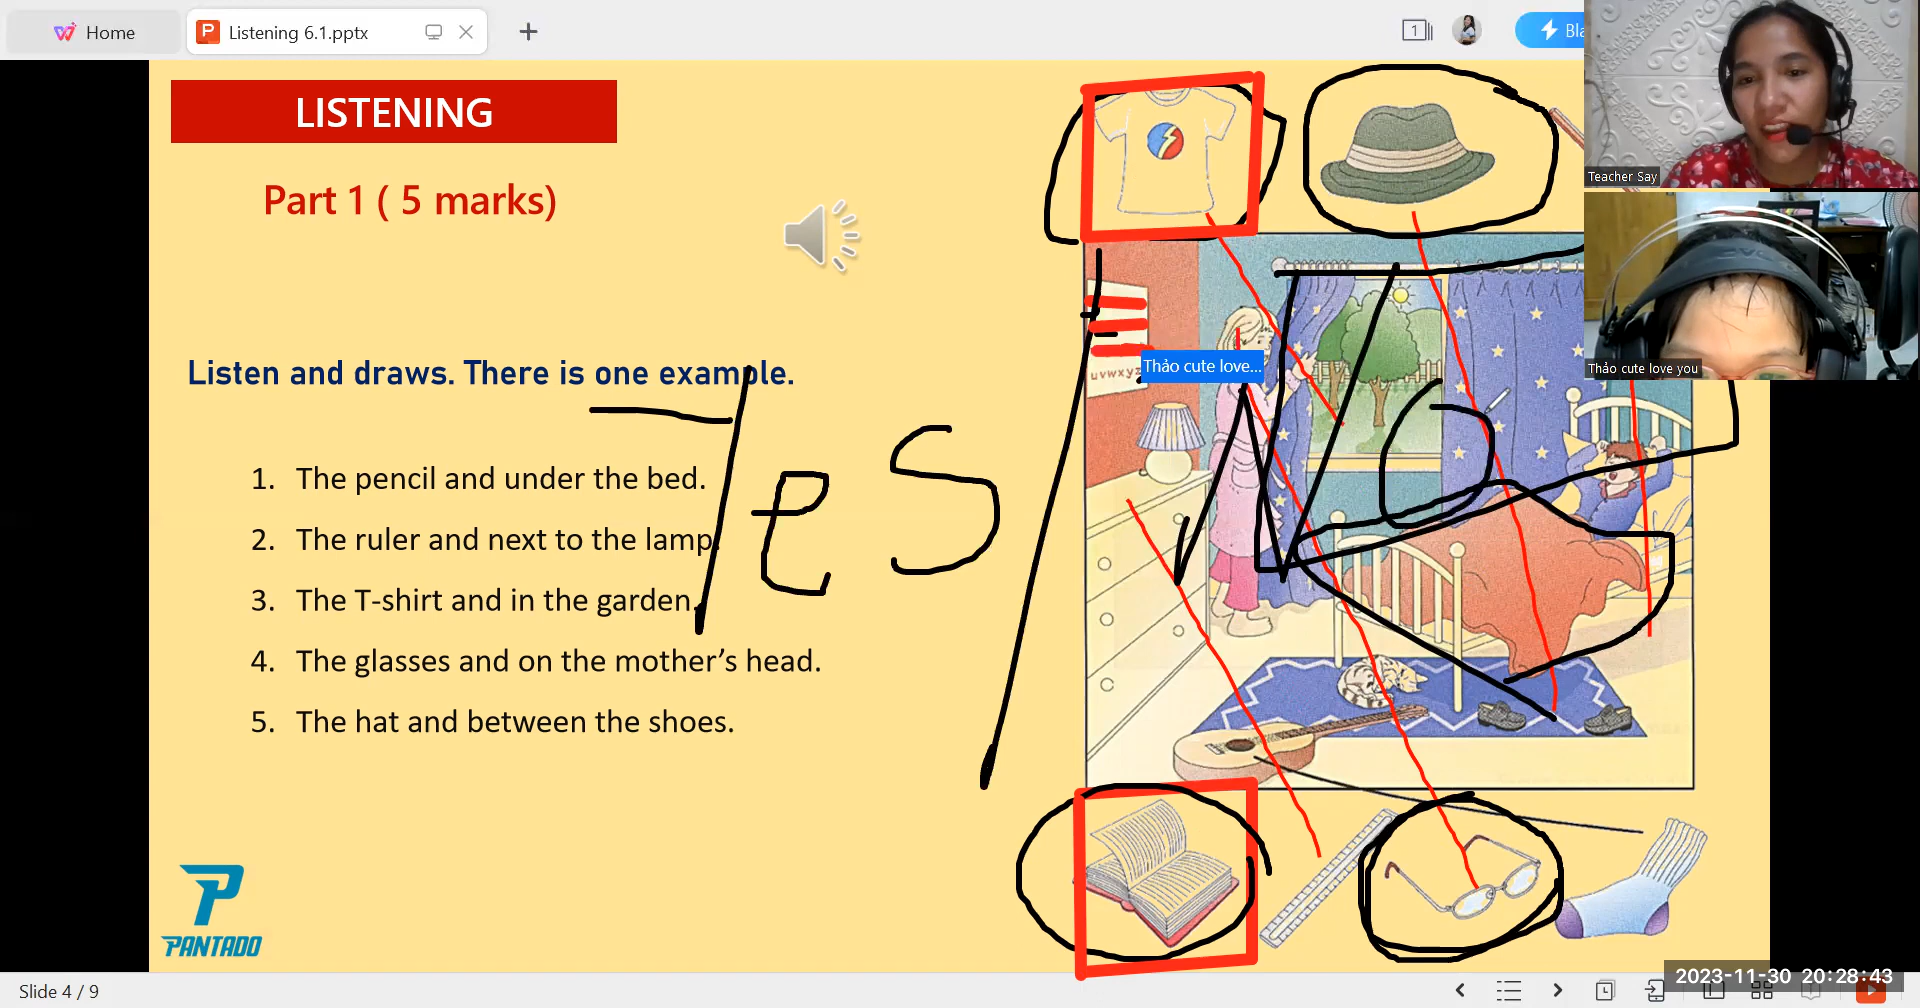 Home
Listening 6.1.pptx
1
LISTENING
Part 1 ( 5 marks)
Listen and draws. There is one example.
1. The pencil and under the bed.
2. The ruler and next to the lamp.
3. The T-shirt and in the garden.
4. The glasses and on the mother’s head.
5. The hat and between the shoes.
Yes
PANTADO
uvwxyz
Thảo cute love...
Teacher Say
Thảo cute love you
Slide 4 / 9
2023-11-30 20:28:43